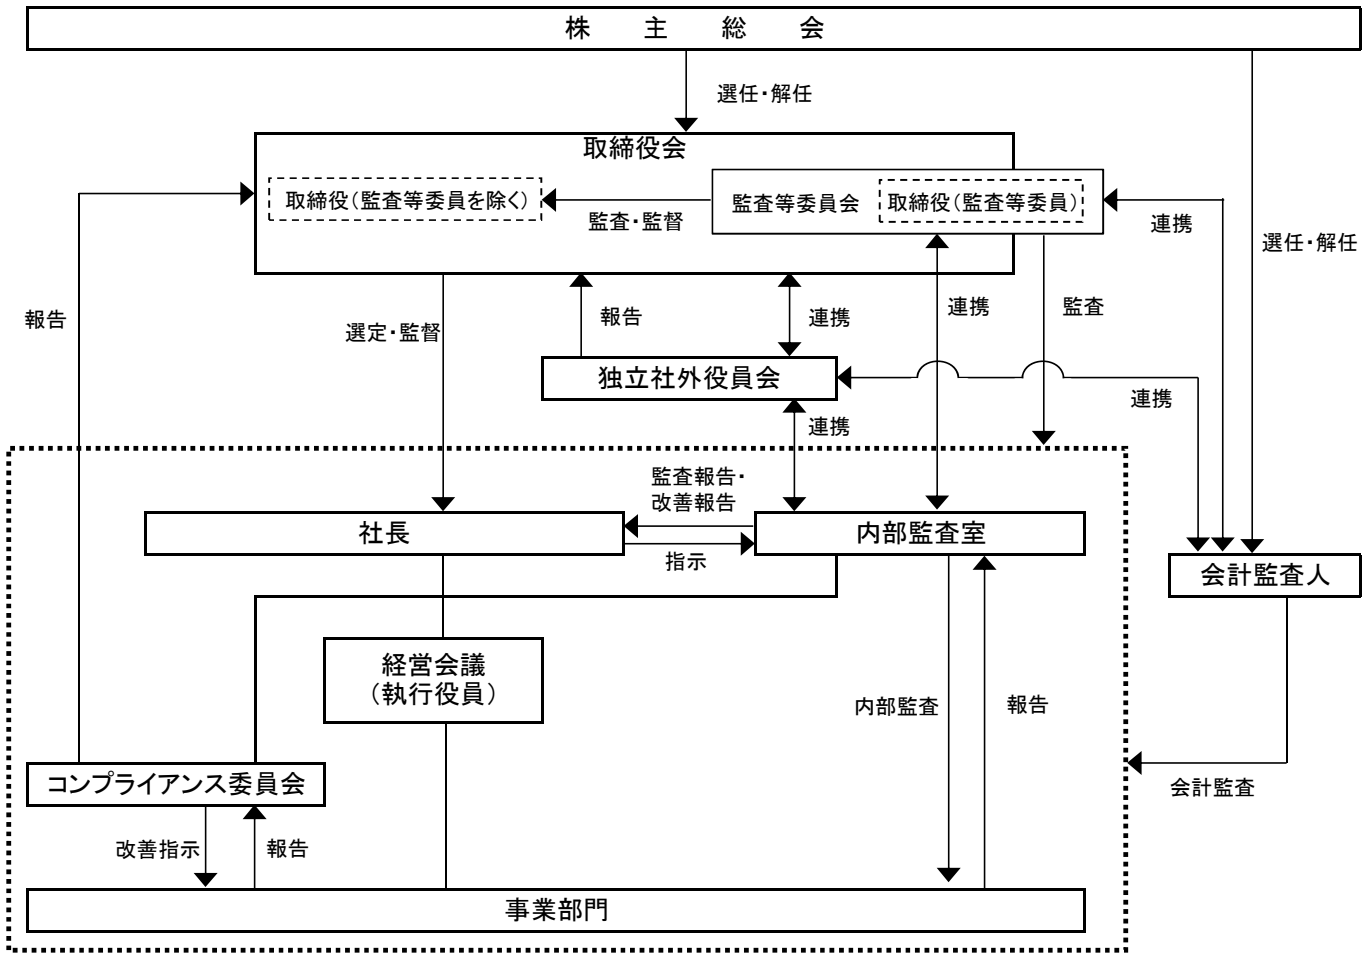 株主総会
選任・解任
取締役会
取締役（監査等委員を除く）
監査・監督
監査等委員会
取締役（監査等委員）
連携
選任・解任
報告
選定・監督
報告
連携
連携
監査
独立社外役員会
連携
連携
監査報告・
改善報告
社長
指示
内部監査室
会計監査人
経営会議
（執行役員）
内部監査
報告
コンプライアンス委員会
会計監査
改善指示
報告
事業部門